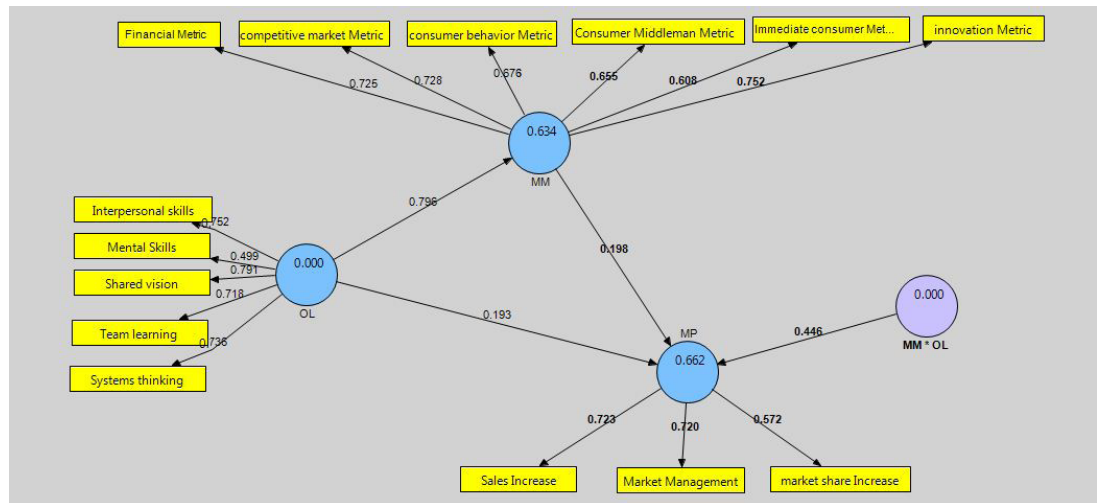 Financial Metric
competitive market Metric
consumer behavior Metric
Consumer Middleman Metric
Immediate consumer Met...
innovation Metric
0.725
0.728
0.676
0.655
0.608
0.752
0.634
MM
0.796
Interpersonal skills
0.752
Mental Skills
0.499
Shared vision
0.791
Team learning
0.718
Systems thinking
0.736
0.000
OL
0.198
0.193
0.000
MM * OL
0.446
MP
0.662
0.723
0.720
0.572
Sales Increase
Market Management
market share Increase